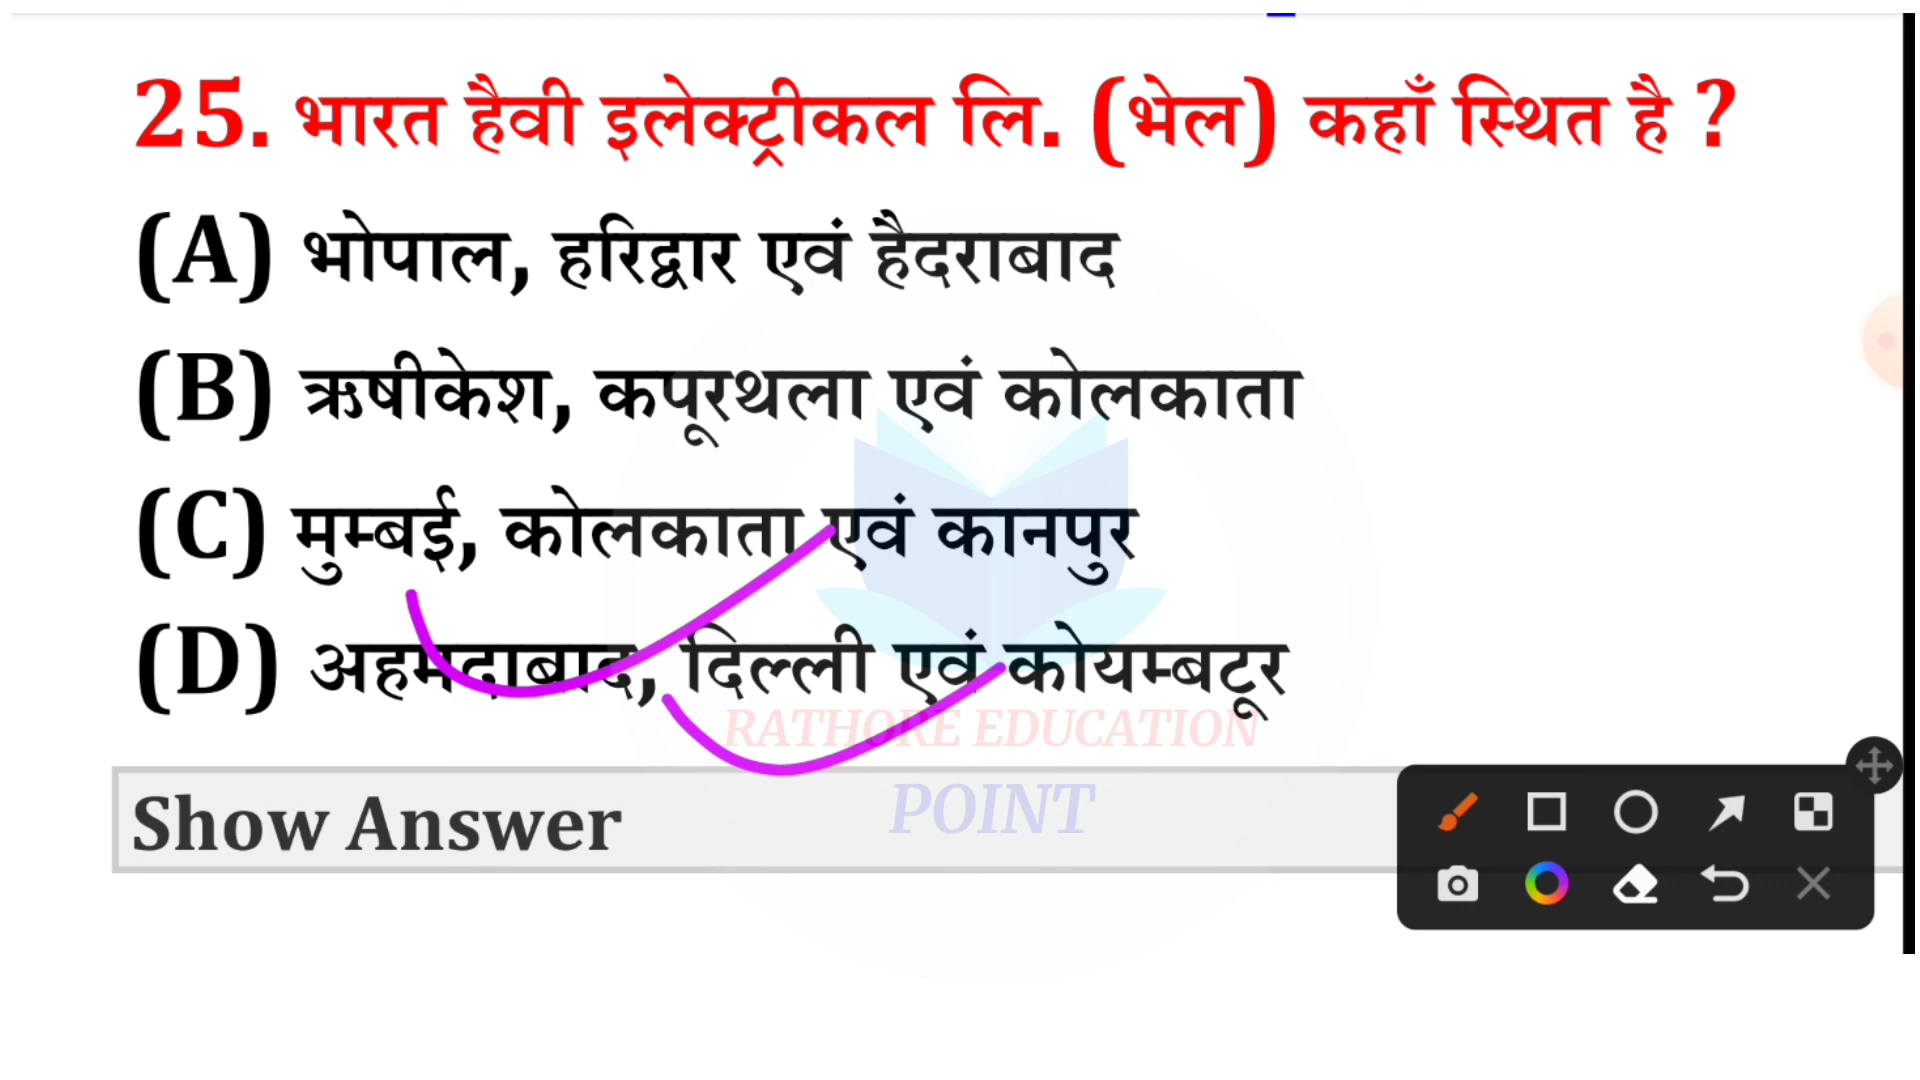 25. भारत हैवी इलेक्ट्रीकल लि. (भेल) कहाँ स्थित है ?
(A) भोपाल, हरिद्वार एवं हैदराबाद
(B) ऋषीकेश, कपूरथला एवं कोलकाता
(C) मुम्बई, कोलकाता एवं कानपुर
(D) अहमदाबाद, दिल्ली एवं कोयम्बटूर
RATHORE EDUCATION
POINT
Show Answer